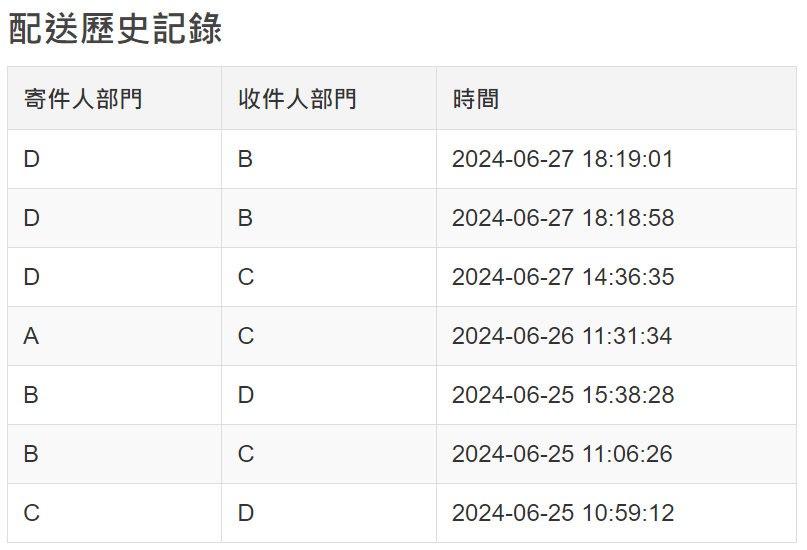 配送歷史記錄
寄件人部門 收件人部門 時間
D B 2024-06-27 18:19:01
D B 2024-06-27 18:18:58
D C 2024-06-27 14:36:35
A C 2024-06-26 11:31:34
B D 2024-06-25 15:38:28
B C 2024-06-25 11:06:26
C D 2024-06-25 10:59:12